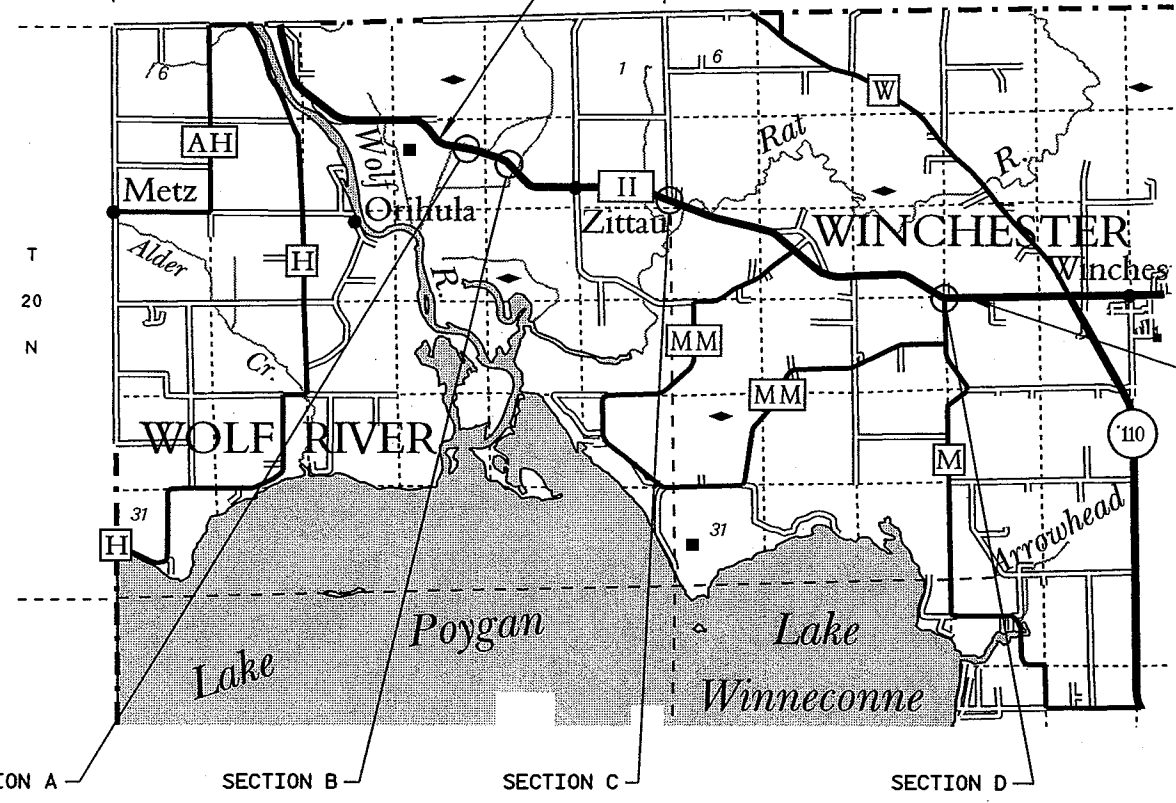 6
1
6
W
AH
Wolf
Rat
R.
Metz
II
Orihula
Zittau
WINCHESTER
Alder
H
R.
Winches
T
20
N
MM
Cr.
MM
WOLF RIVER
110
M
31
31
Arrowhead
H
Poygan
Lake
Lake
Winneconne
ION A
SECTION B
SECTION C
SECTION D